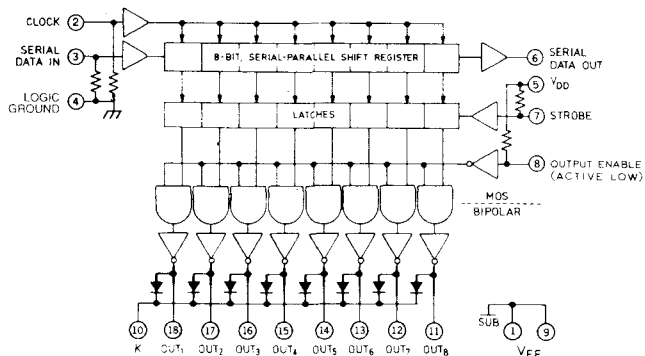 CLOCK 2
SERIAL
DATA IN 3
8-BIT, SERIAL-PARALLEL SHIFT REGISTER
6 SERIAL
DATA OUT
LOGIC
GROUND 4
5 VDD
LATCHES
7 STROBE
8 OUTPUT ENABLE
(ACTIVE LOW)
MOS
BIPOLAR
SUB
10 18 17 16 15 14 13 12 11 1 9
K OUT1 OUT2 OUT3 OUT4 OUT5 OUT6 OUT7 OUT8 VEE